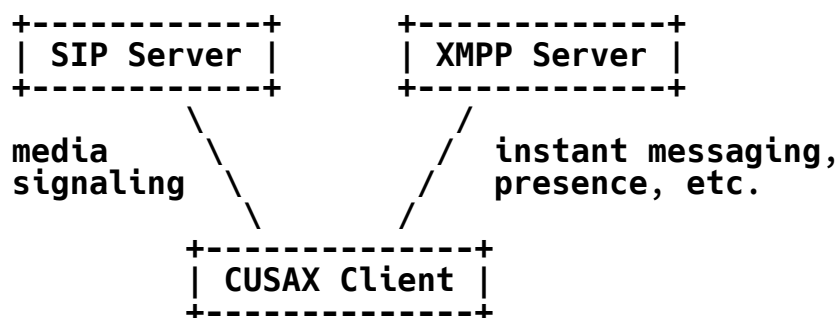 SIP Server
XMPP Server
media
signaling
instant messaging,
presence, etc.
CUSAX Client